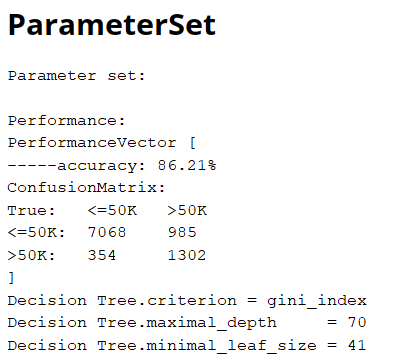 ParameterSet
Parameter set:
Performance:
PerformanceVector [
-----accuracy: 86.21%
ConfusionMatrix:
True:   <=50K   >50K
<=50K:  7068    985
>50K:   354     1302
]
Decision Tree.criterion = gini_index
Decision Tree.maximal_depth     = 70
Decision Tree.minimal_leaf_size = 41